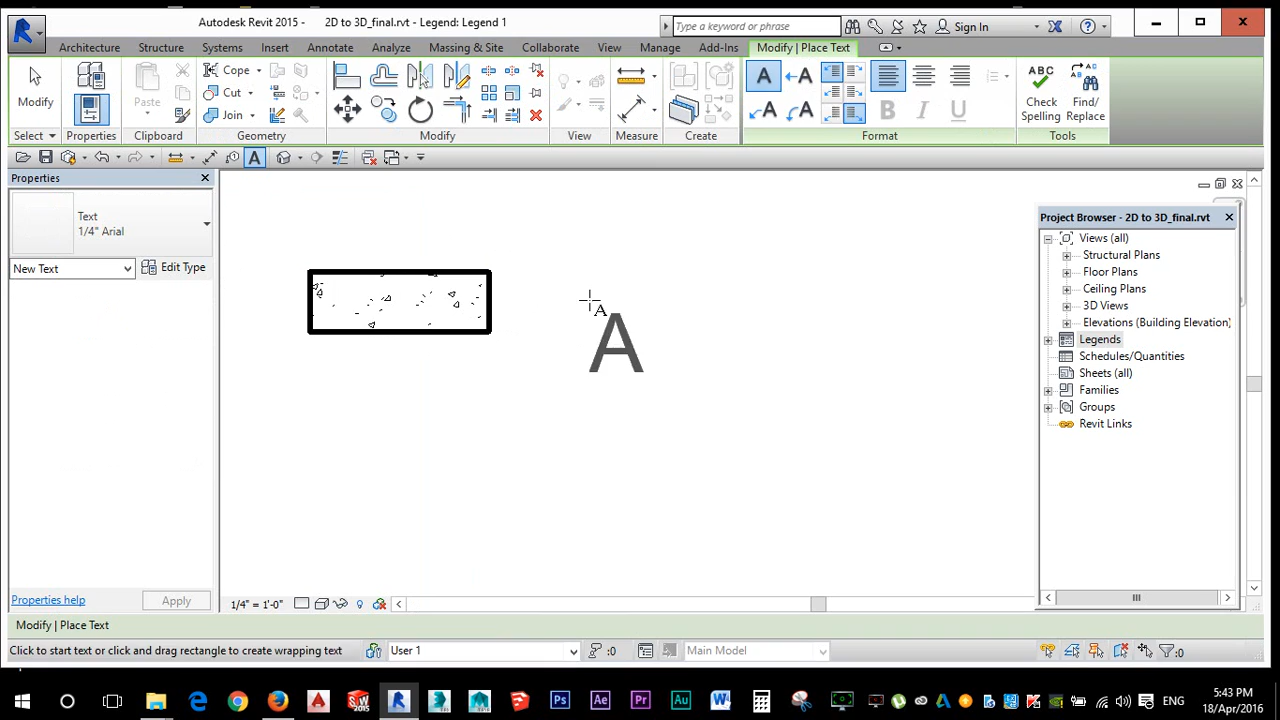 Autodesk Revit 2015 - 2D to 3D_final.rvt - Legend: Legend 1
Type a keyword or phrase
Sign In
Architecture Structure Systems Insert Annotate Analyze Massing & Site Collaborate View Manage Add-Ins Modify | Place Text
Modify
Paste
Cope
Cut
Join
A
A
A
A
B I U
ABC
Check
Spelling
Find/
Replace
Select Properties Clipboard Geometry Modify View Measure Create Format Tools
A
Properties
Text
1/4" Arial
New Text
Edit Type
Properties help
Apply
A
A
1/4" = 1'-0"
Project Browser - 2D to 3D_final.rvt
Views (all)
Structural Plans
Floor Plans
Ceiling Plans
3D Views
Elevations (Building Elevation)
Legends
Schedules/Quantities
Sheets (all)
Families
Groups
Revit Links
Modify | Place Text
Click to start text or click and drag rectangle to create wrapping text
User 1
:0
Main Model
:0
ENG
5:43 PM
18/Apr/2016